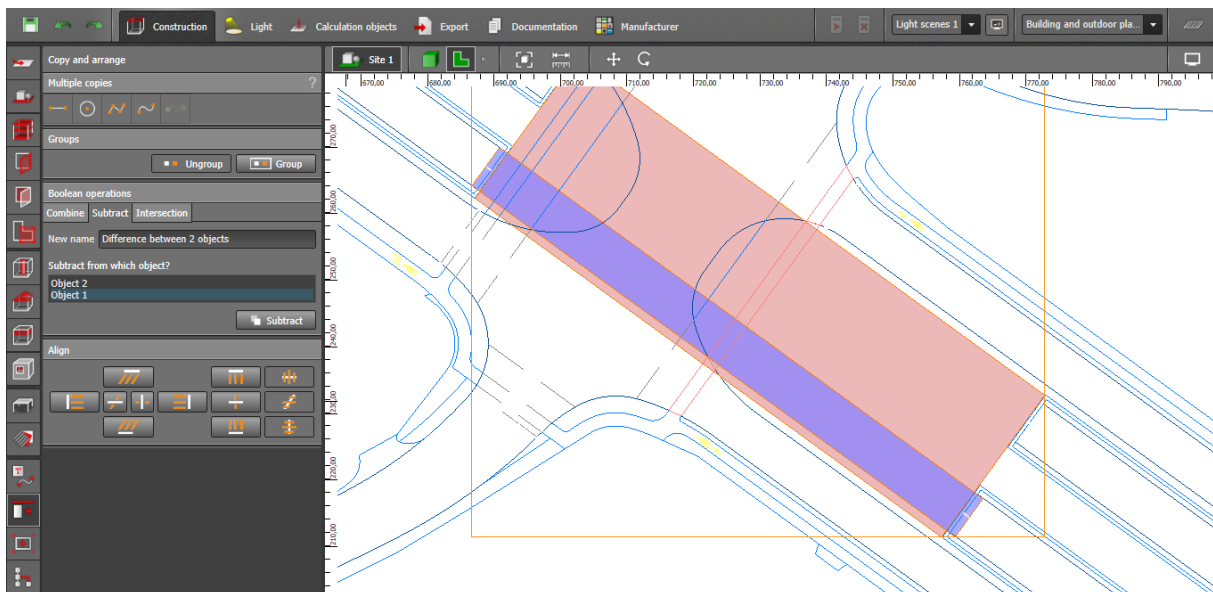 Construction Light Calculation objects Export Documentation Manufacturer Light scenes 1 Building and outdoor pla...
Copy and arrange
Site 1
Multiple copies ?
670,00 680,00 690,00 700,00 710,00 720,00 730,00 740,00 750,00 760,00 770,00 780,00 790,00
270,00
Groups
Ungroup Group
Boolean operations
260,00
Combine Subtract Intersection
New name Difference between 2 objects
250,00
Subtract from which object?
Object 2
Object 1
Subtract
240,00
Align
230,00
220,00
210,00